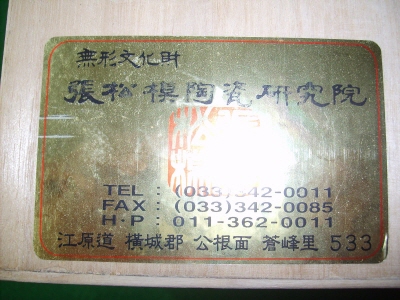 無形文化財
張松模陶瓷研究院
TEL : (033)342-0011
FAX : (033)342-0085
H·P : 011-362-0011
江原道 橫城郡 公根面 蒼峰里 533